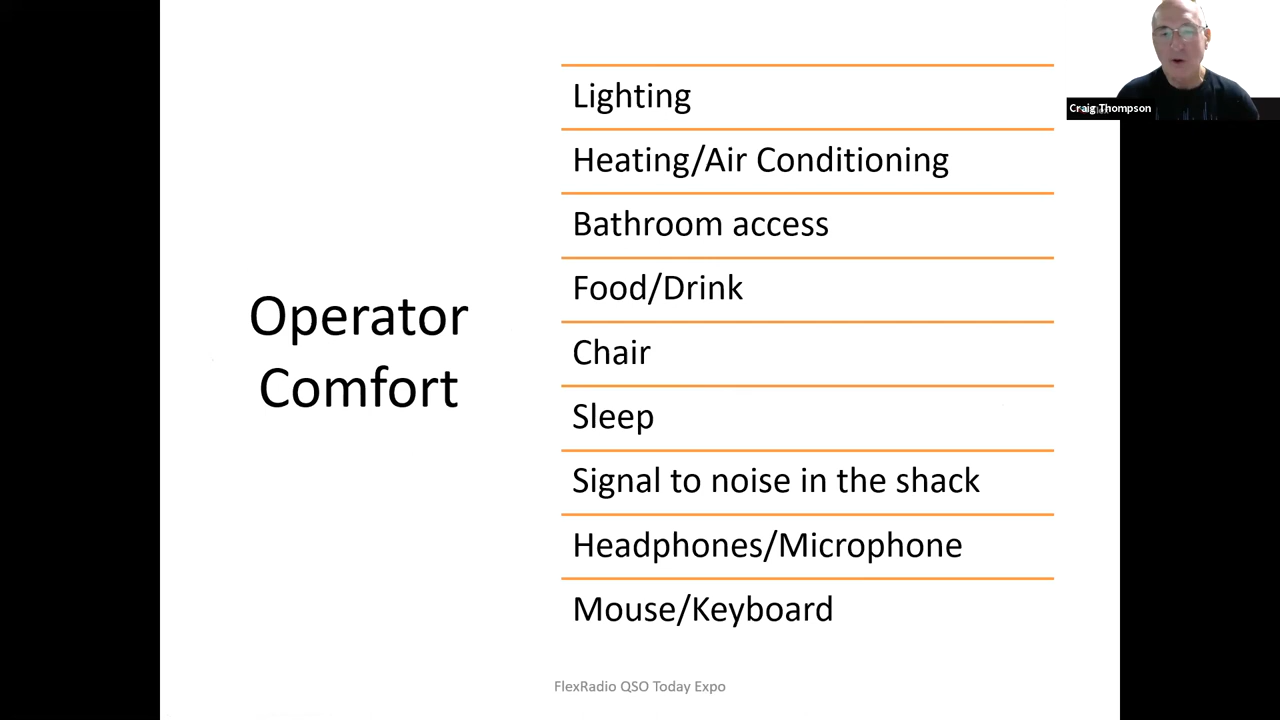 Operator
Comfort
Lighting
Heating/Air Conditioning
Bathroom access
Food/Drink
Chair
Sleep
Signal to noise in the shack
Headphones/Microphone
Mouse/Keyboard
FlexRadio QSO Today Expo
Craig Thompson